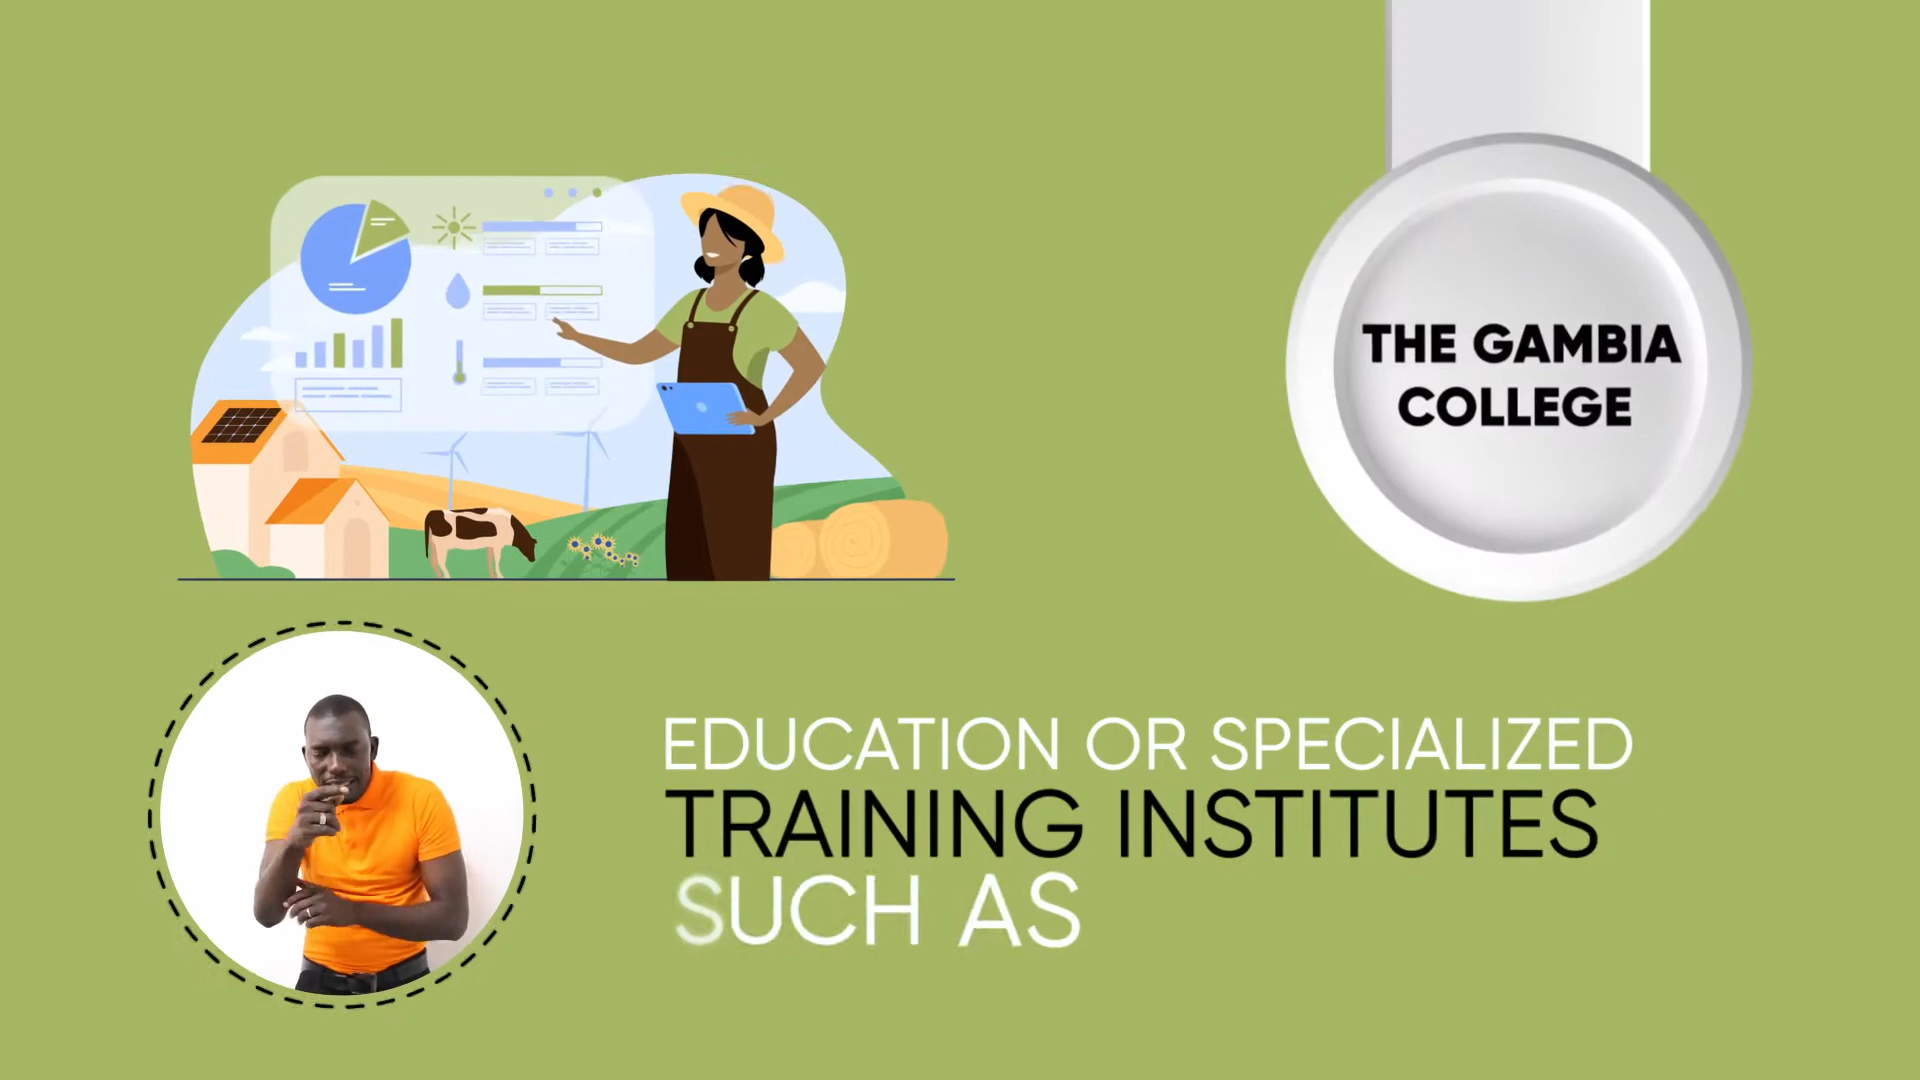 THE GAMBIA
COLLEGE
EDUCATION OR SPECIALIZED
TRAINING INSTITUTES
SUCH AS